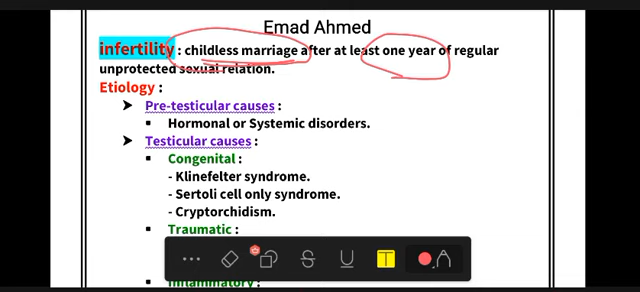 Emad Ahmed
infertility : childless marriage after at least one year of regular
unprotected sexual relation.
Etiology :
➤ Pre-testicular causes :
▪ Hormonal or Systemic disorders.
➤ Testicular causes :
▪ Congenital :
- Klinefelter syndrome.
- Sertoli cell only syndrome.
- Cryptorchidism.
▪ Traumatic :
▪ Inflammatory :